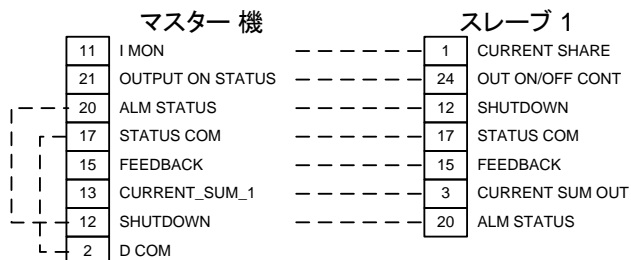 マスター 機 スレーブ 1
11 I MON 1 CURRENT SHARE
21 OUTPUT ON STATUS 24 OUT ON/OFF CONT
20 ALM STATUS 12 SHUTDOWN
17 STATUS COM 17 STATUS COM
15 FEEDBACK 15 FEEDBACK
13 CURRENT_SUM_1 3 CURRENT SUM OUT
12 SHUTDOWN 20 ALM STATUS
2 D COM